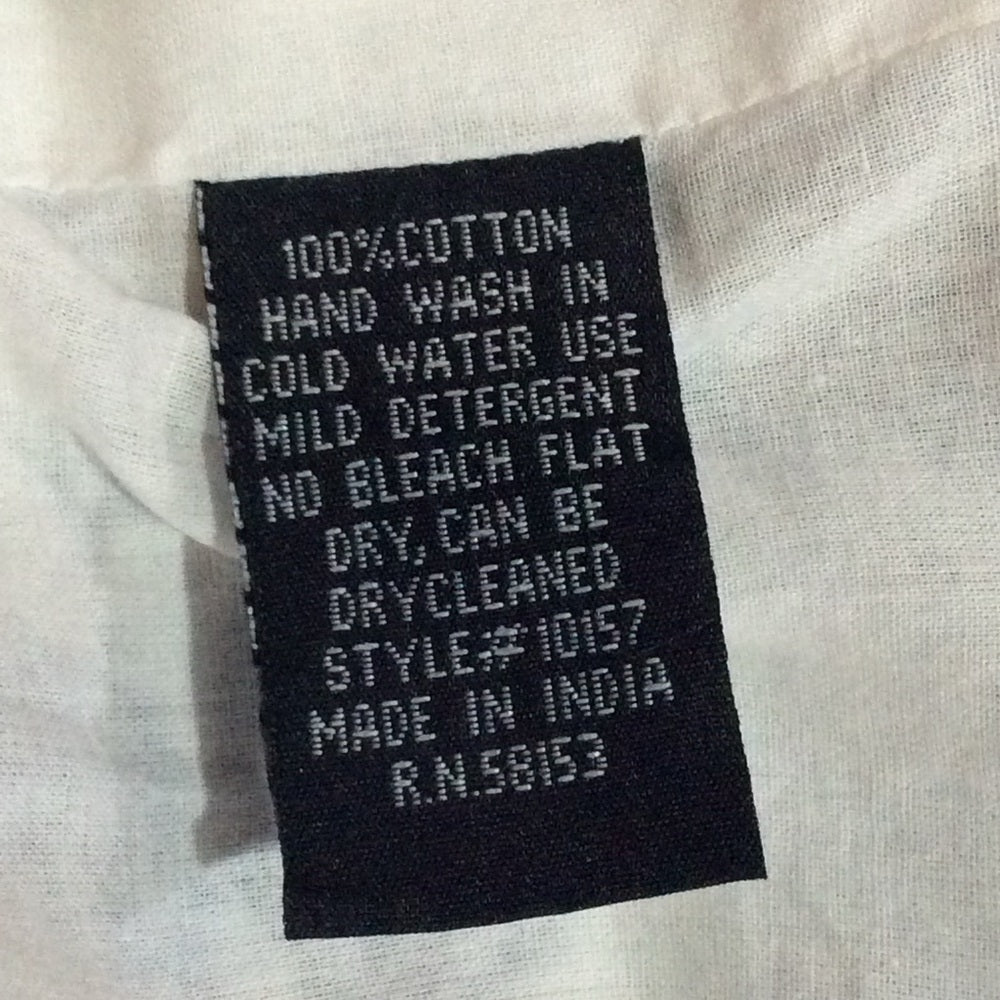 100%COTTON
HAND WASH IN
COLD WATER USE
MILD DETERGENT
NO BLEACH FLAT
DRY, CAN BE
DRYCLEANED
STYLE:# 10157
MADE IN INDIA
R.N.58153